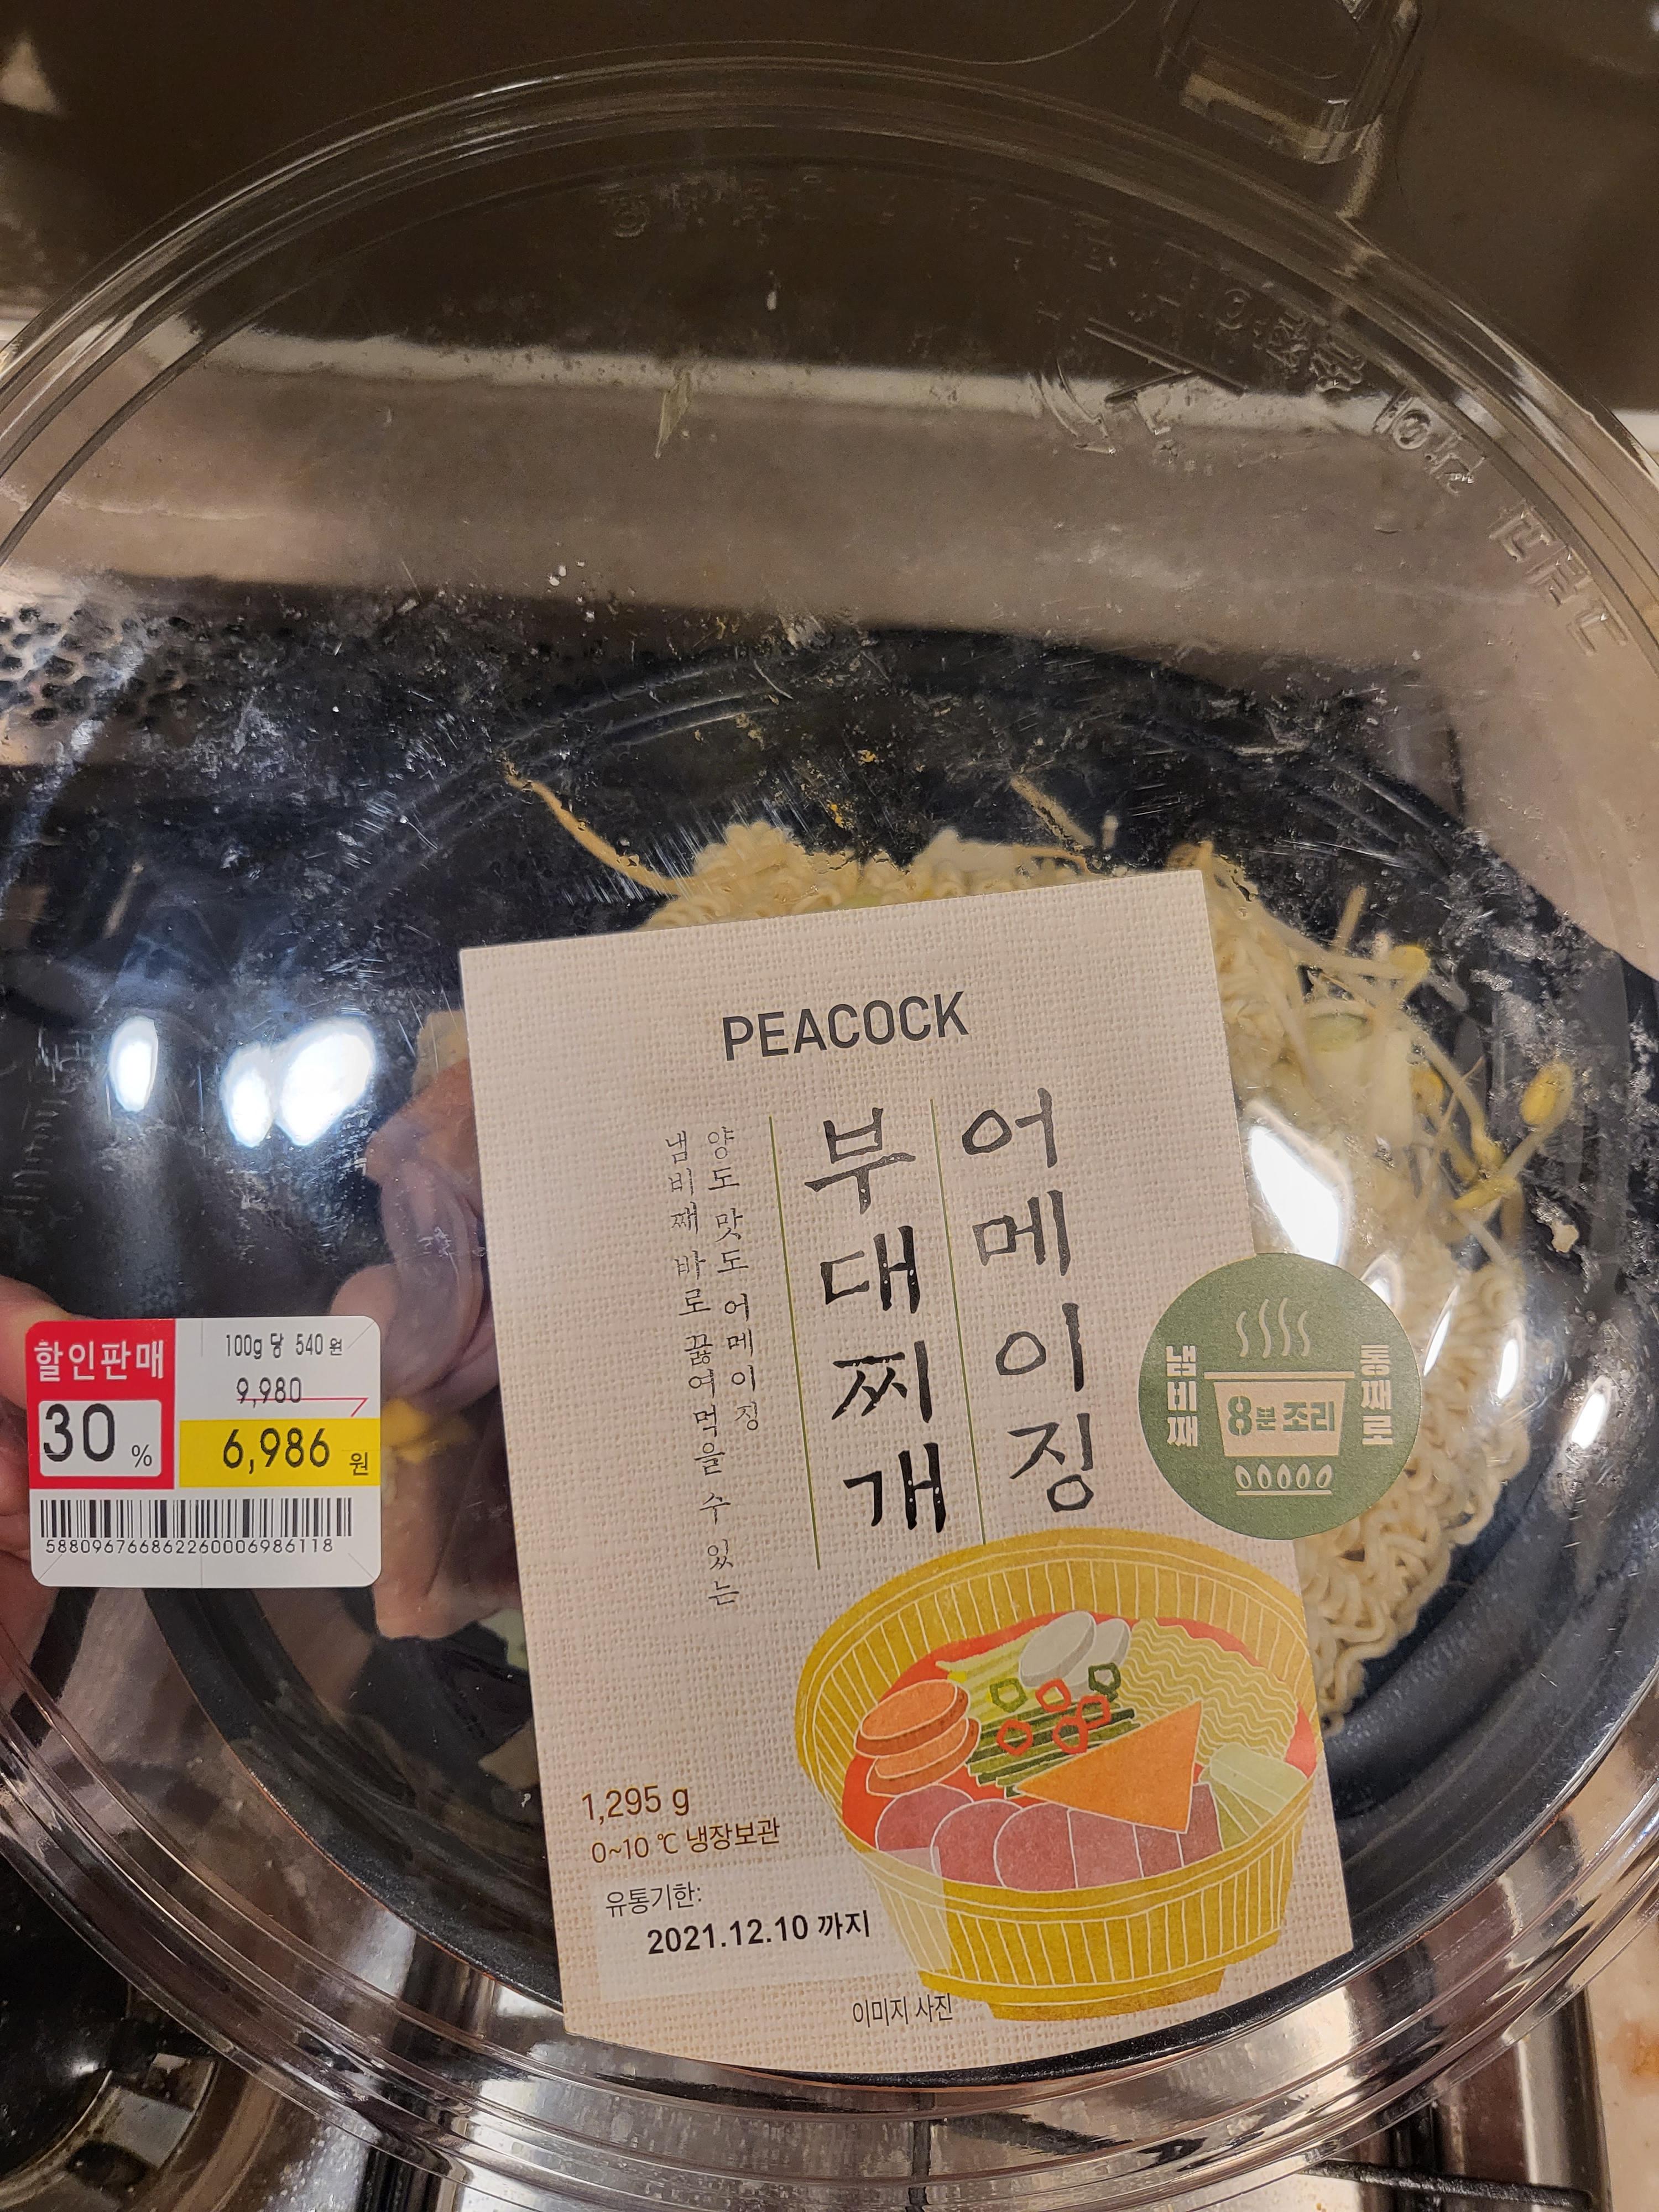 PEACOCK
어메이징
부대찌개
양도 맛도 어메이징
냄비째 바로 끓여먹을 수 있는
냄비째
통째로
8분 조리
할인판매
30 %
100g 당 540 원
9,980
6,986 원
5880967668622600069861 18
1,295 g
0~10 ℃ 냉장보관
유통기한:
2021.12.10 까지
이미지 사진